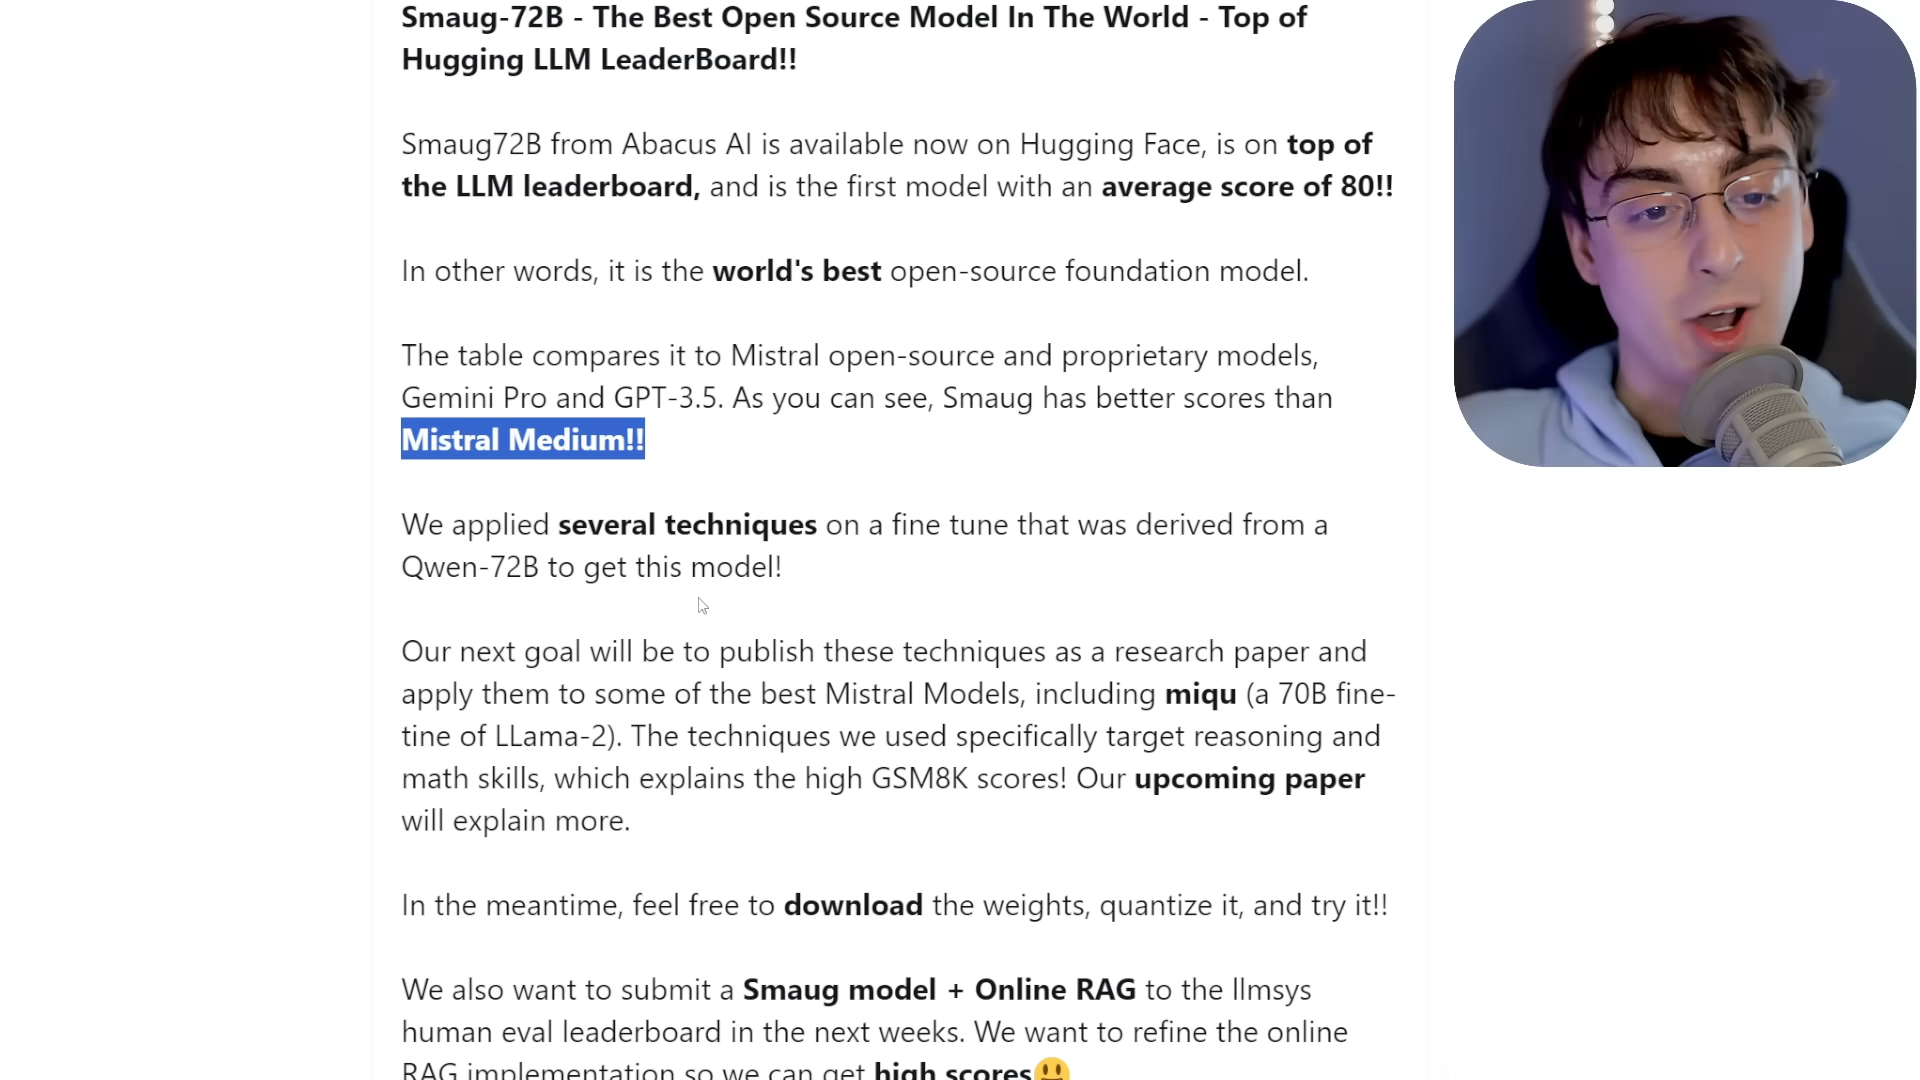 Smaug-72B - The Best Open Source Model In The World - Top of
Hugging LLM LeaderBoard!!
Smaug72B from Abacus AI is available now on Hugging Face, is on top of
the LLM leaderboard, and is the first model with an average score of 80!!
In other words, it is the world's best open-source foundation model.
The table compares it to Mistral open-source and proprietary models,
Gemini Pro and GPT-3.5. As you can see, Smaug has better scores than
Mistral Medium!!
We applied several techniques on a fine tune that was derived from a
Qwen-72B to get this model!
Our next goal will be to publish these techniques as a research paper and
apply them to some of the best Mistral Models, including miqu (a 70B fine-
tine of LLama-2). The techniques we used specifically target reasoning and
math skills, which explains the high GSM8K scores! Our upcoming paper
will explain more.
In the meantime, feel free to download the weights, quantize it, and try it!!
We also want to submit a Smaug model + Online RAG to the llmsys
human eval leaderboard in the next weeks. We want to refine the online
RAG implementation so we can get high scores😃